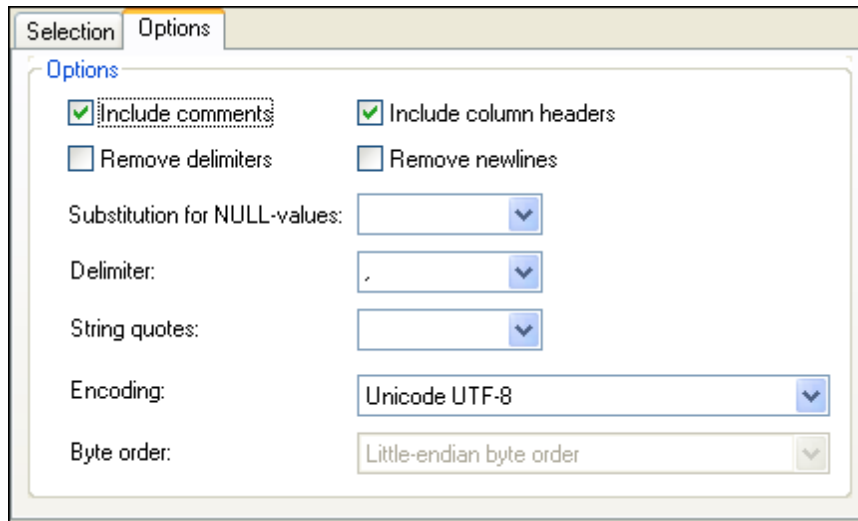 Selection Options
Options
Include comments Include column headers
Remove delimiters Remove newlines
Substitution for NULL-values:
Delimiter: ,
String quotes:
Encoding: Unicode UTF-8
Byte order: Little-endian byte order